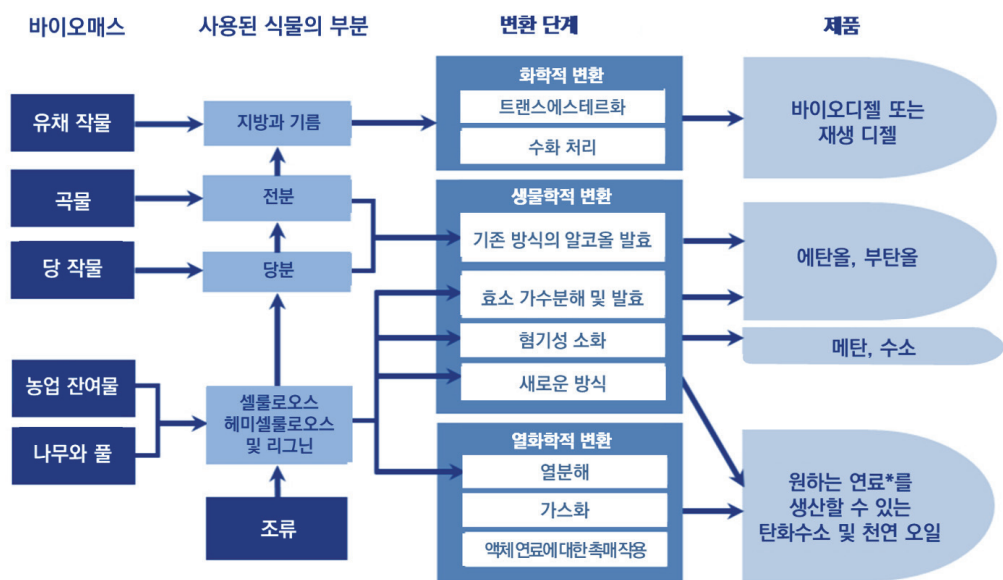 바이오매스
사용된 식물의 부분
변환 단계
제품
유채 작물
곡물
당 작물
농업 잔여물
나무와 풀
지방과 기름
전분
당분
셀룰로오스
헤미셀룰로오스
및 리그닌
조류
화학적 변환
트랜스에스테르화
수화 처리
생물학적 변환
기존 방식의 알코올 발효
효소 가수분해 및 발효
혐기성 소화
새로운 방식
열화학적 변환
열분해
가스화
액체 연료에 대한 촉매 작용
바이오디젤 또는
재생 디젤
에탄올, 부탄올
메탄, 수소
원하는 연료*를
생산할 수 있는
탄화수소 및 천연 오일